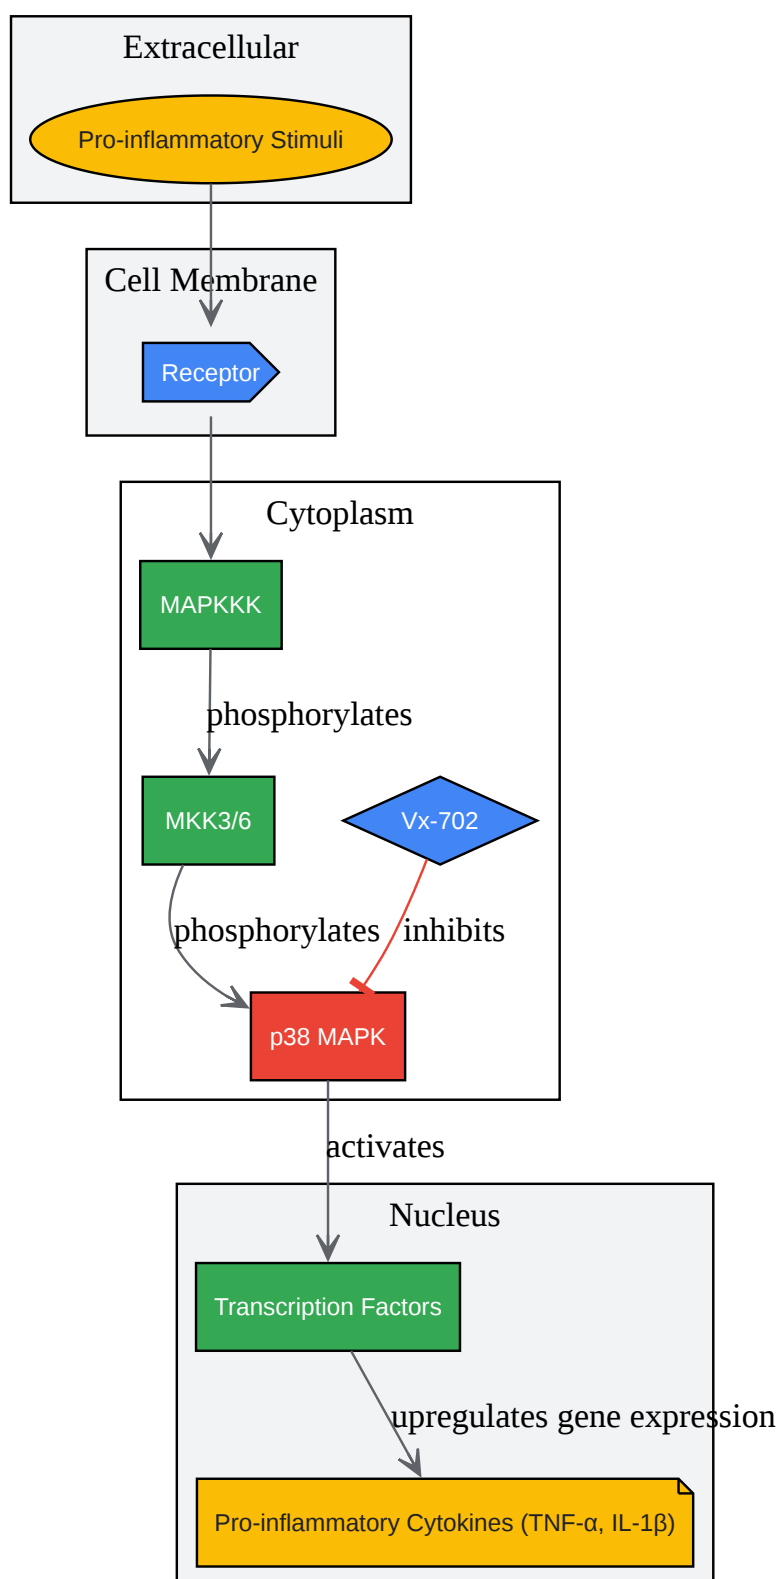 Extracellular
Pro-inflammatory Stimuli
Cell Membrane
Receptor
Cytoplasm
MAPKKK
phosphorylates
MKK3/6
Vx-702
phosphorylates
inhibits
p38 MAPK
activates
Nucleus
Transcription Factors
upregulates gene expression
Pro-inflammatory Cytokines (TNF-α, IL-1β)